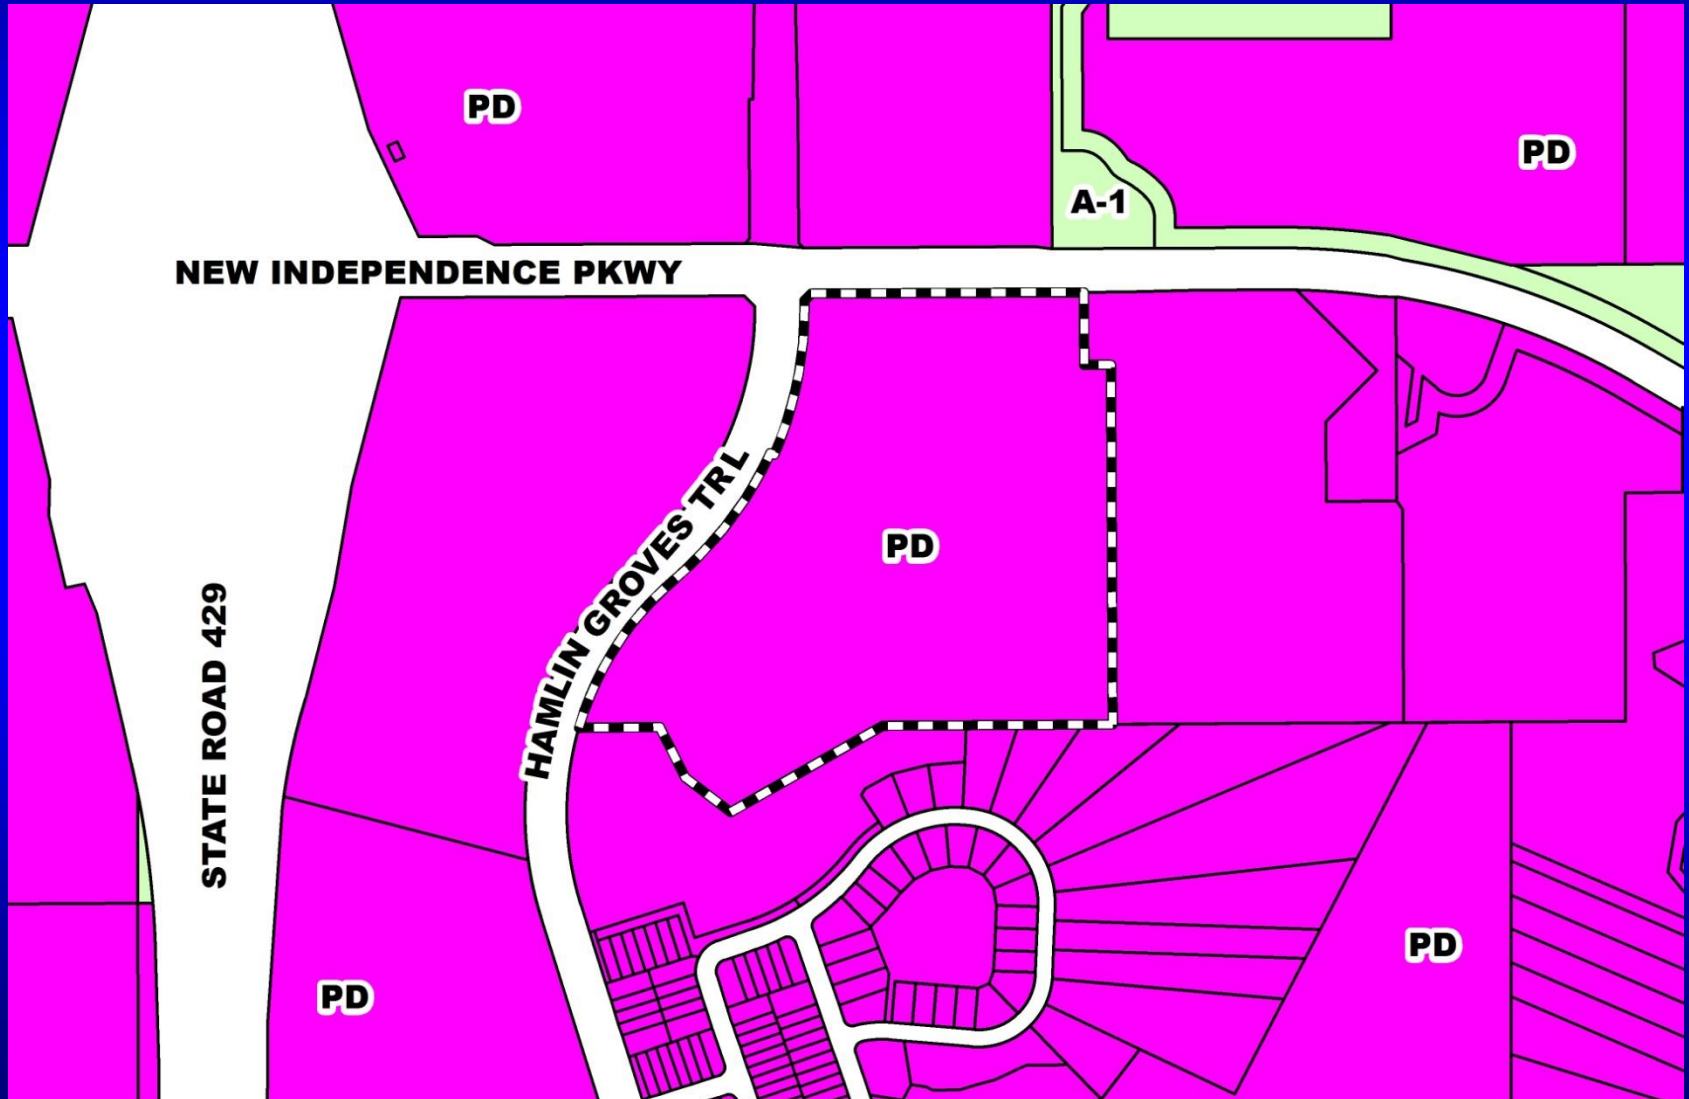 PD
PD
A-1
NEW INDEPENDENCE PKWY
HAMLIN GROVES TRL
PD
STATE ROAD 429
PD
PD